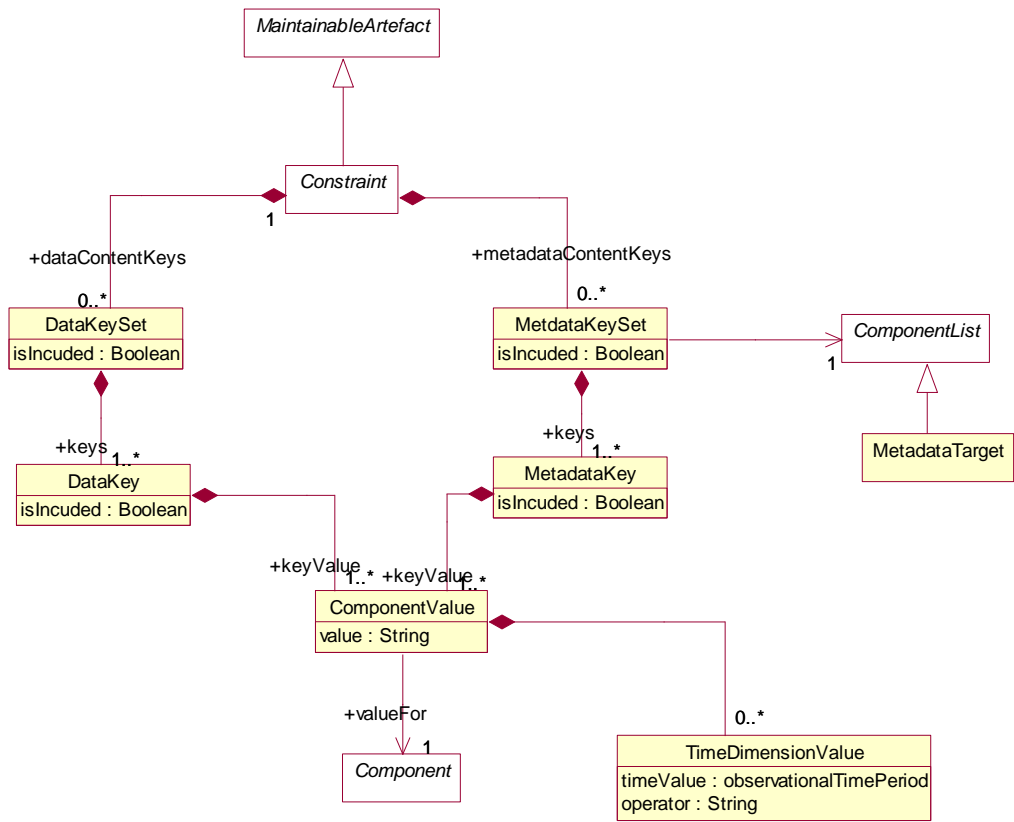 MaintainableArtefact
Constraint
1
+dataContentKeys
+metadataContentKeys
0..*
0..*
DataKeySet
isIncuded : Boolean
MetdataKeySet
isIncuded : Boolean
ComponentList
1
+keys
1..*
+keys
1..*
MetadataTarget
DataKey
isIncuded : Boolean
MetadataKey
isIncuded : Boolean
+keyValue
1..*
+keyValue
1..*
ComponentValue
value : String
+valueFor
1
0..*
Component
TimeDimensionValue
timeValue : observationalTimePeriod
operator : String